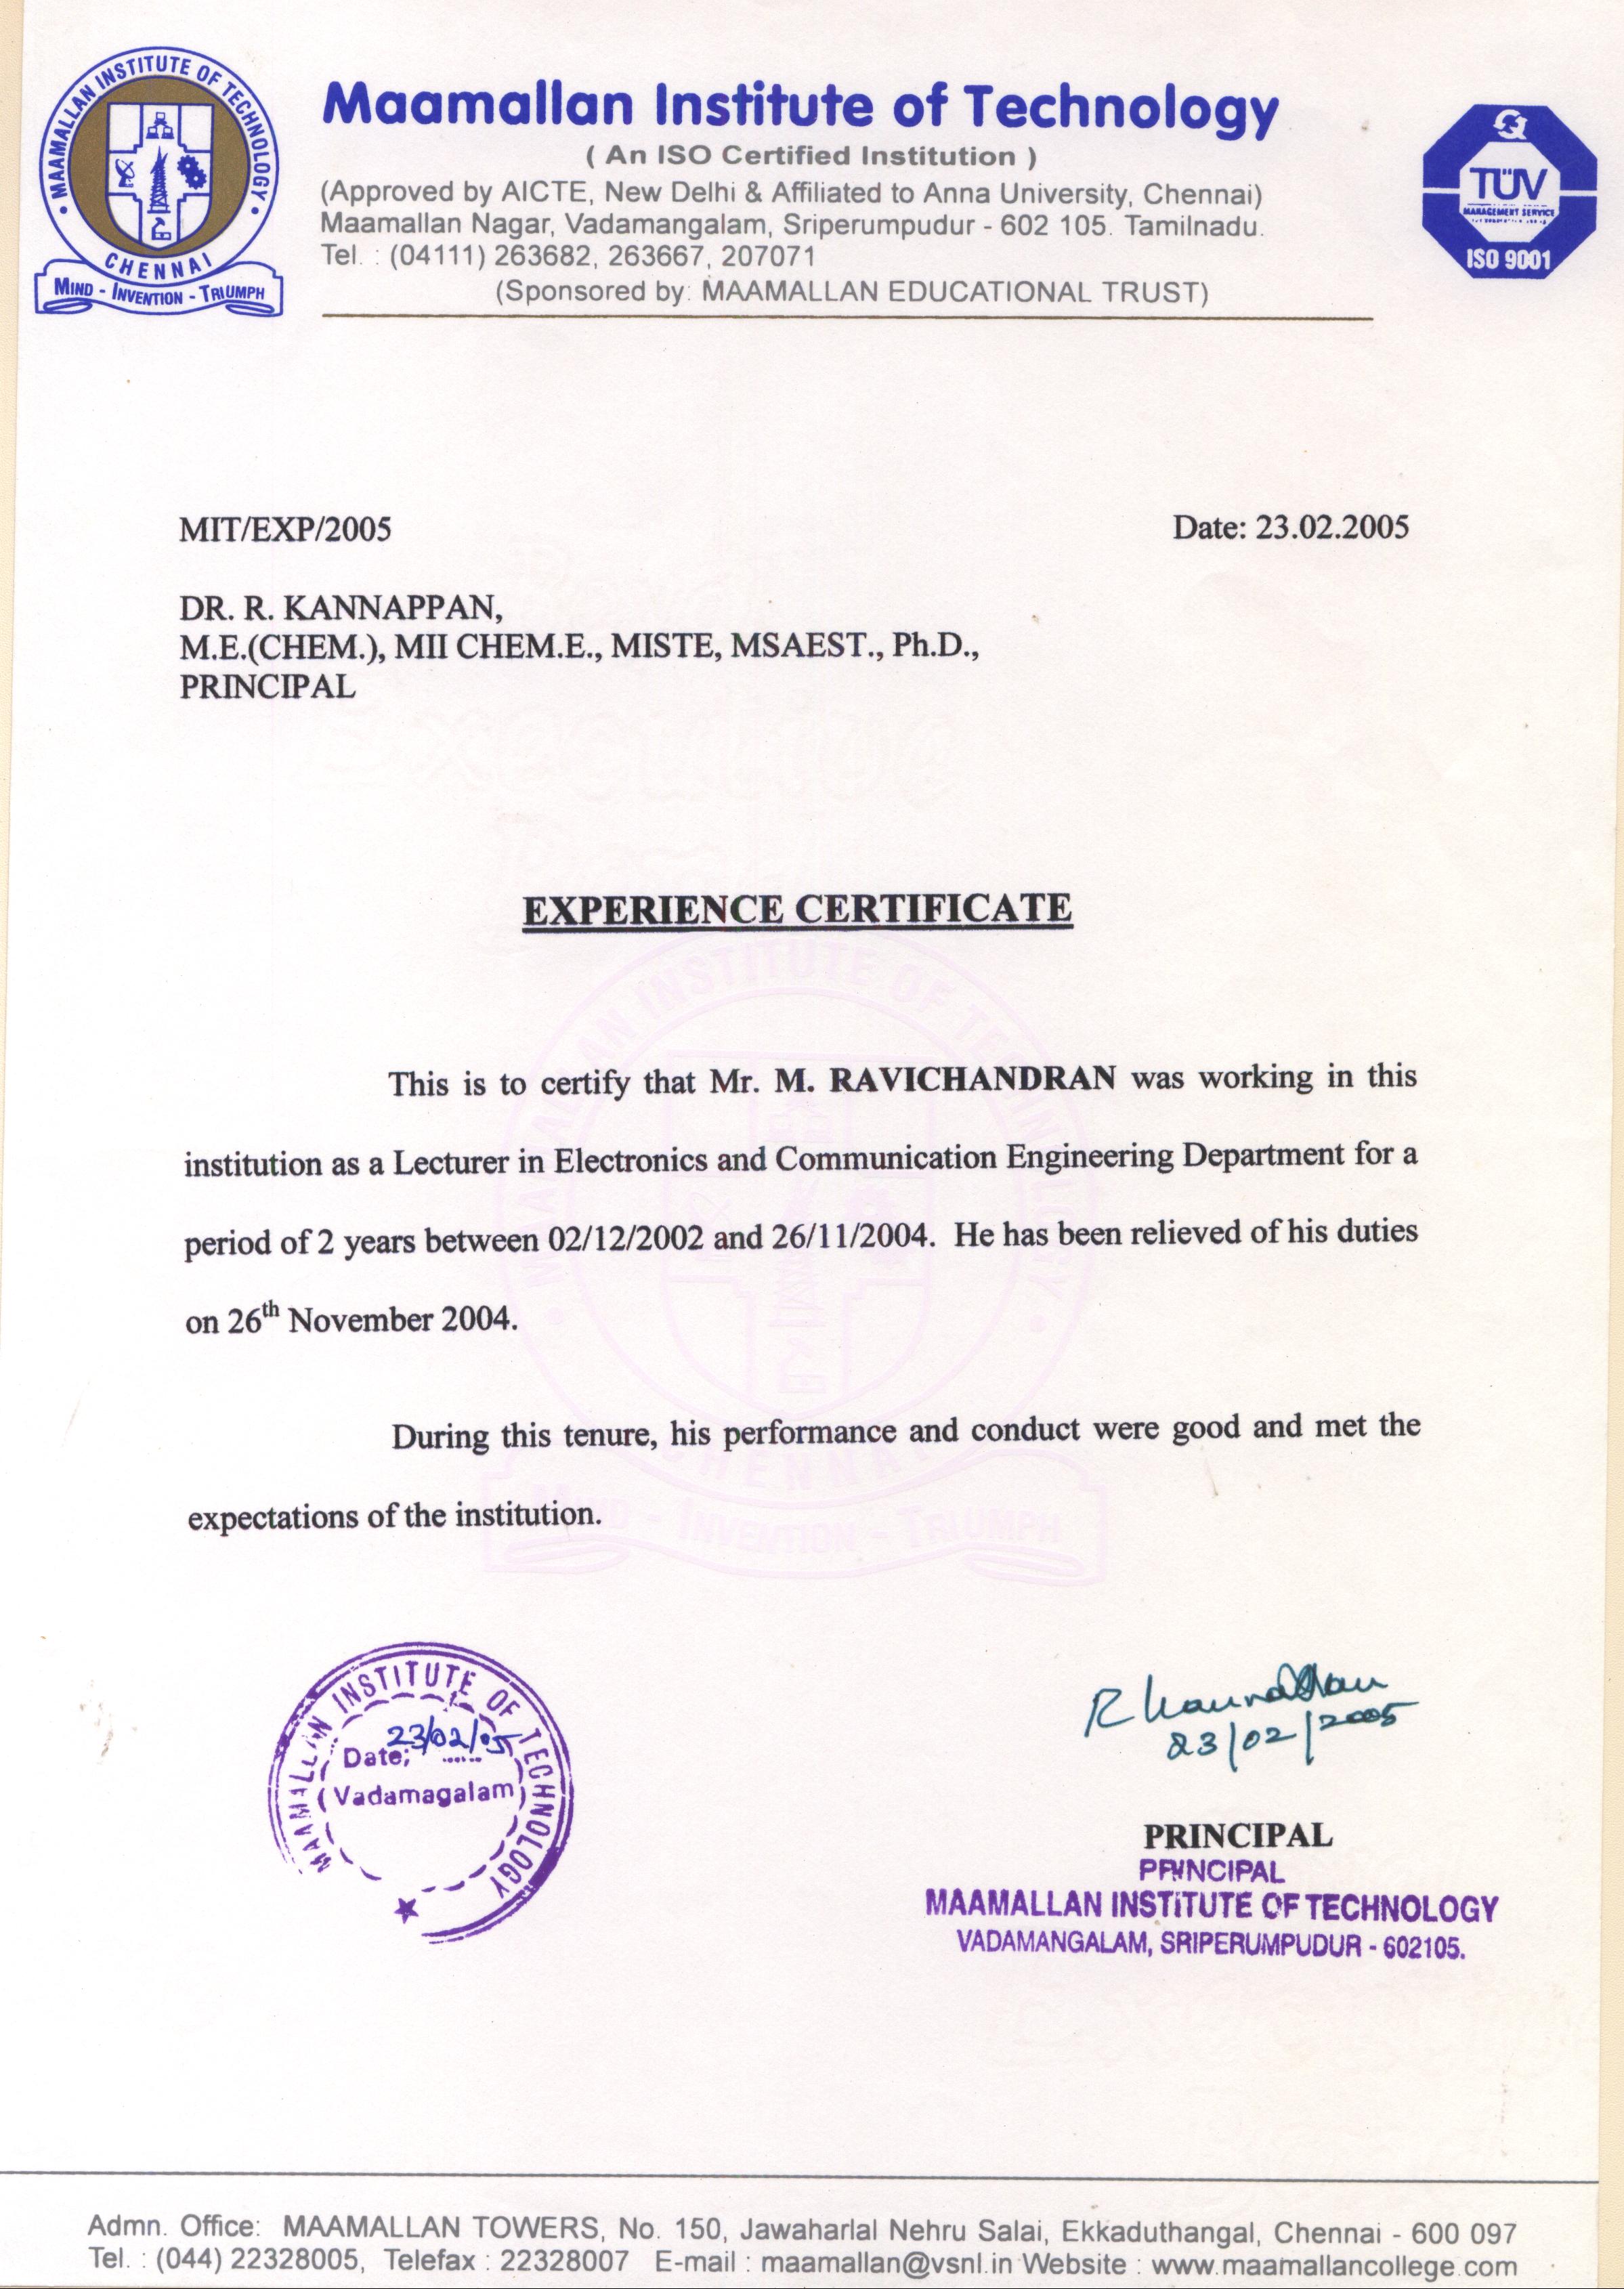 MAAMALLAN INSTITUTE OF TECHNOLOGY
CHENNAI
MIND - INVENTION - TRIUMPH
Maamallan Institute of Technology
( An ISO Certified Institution )
(Approved by AICTE, New Delhi & Affiliated to Anna University, Chennai)
Maamallan Nagar, Vadamangalam, Sriperumpudur - 602 105. Tamilnadu.
Tel. : (04111) 263682, 263667, 207071
(Sponsored by: MAAMALLAN EDUCATIONAL TRUST)
TÜV
MANAGEMENT SERVICE
ISO 9001
MIT/EXP/2005 Date: 23.02.2005
DR. R. KANNAPPAN,
M.E.(CHEM.), MII CHEM.E., MISTE, MSAEST., Ph.D.,
PRINCIPAL
EXPERIENCE CERTIFICATE
This is to certify that Mr. M. RAVICHANDRAN was working in this
institution as a Lecturer in Electronics and Communication Engineering Department for a
period of 2 years between 02/12/2002 and 26/11/2004. He has been relieved of his duties
on 26th November 2004.
During this tenure, his performance and conduct were good and met the
expectations of the institution.
MAAMALLAN INSTITUTE OF TECHNOLOGY
CHENNAI
MIND - INVENTION - TRIUMPH
MAAMALLAN INSTITUTE OF TECHNOLOGY
Date; 23/02/05
(Vadamagalam)
23/02/2005
PRINCIPAL
PRINCIPAL
MAAMALLAN INSTITUTE OF TECHNOLOGY
VADAMANGALAM, SRIPERUMPUDUR - 602105.
Admn. Office: MAAMALLAN TOWERS, No. 150, Jawaharlal Nehru Salai, Ekkaduthangal, Chennai - 600 097
Tel. : (044) 22328005, Telefax : 22328007 E-mail : maamallan@vsnl.in Website : www.maamallancollege.com